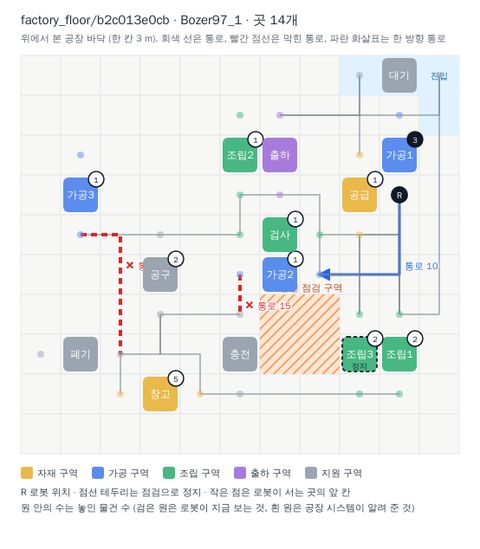 factory_floor/b2c013e0cb · Bozer97_1 · 곳 14개
위에서 본 공장 바닥 (한 칸 3 m). 회색 선은 통로, 빨간 점선은 막힌 통로, 파란 화살표는 한 방향 통로
대기
전립
조립2 1
출하
가공1 3
가공3 1
공급 1
R
검사 1
✕
공구 2
가공2 1
통로 10
점검 구역
✕ 통로 15
폐기
충전
조립3 2
정지
조립1 2
창고 5
자재 구역
가공 구역
조립 구역
출하 구역
지원 구역
R 로봇 위치 · 점선 테두리는 점검으로 정지 · 작은 점은 로봇이 서는 곳의 앞 칸
원 안의 수는 놓인 물건 수 (검은 원은 로봇이 지금 보는 것, 흰 원은 공장 시스템이 알려 준 것)